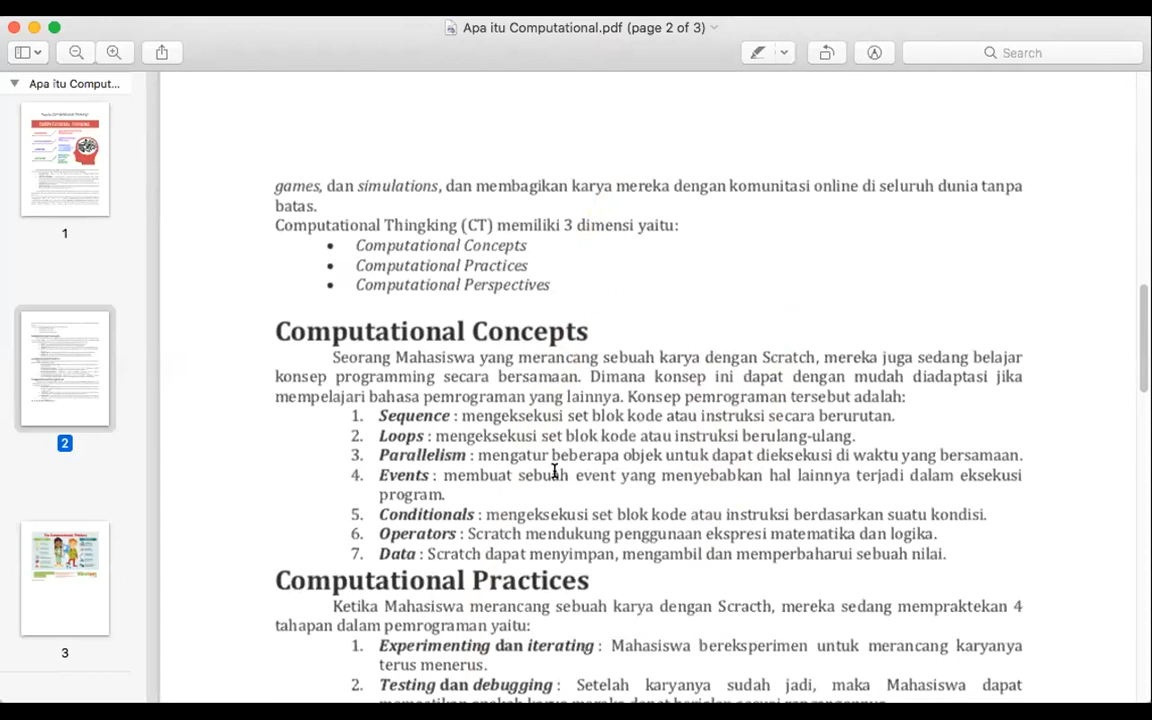 Apa itu Computational.pdf (page 2 of 3)
Search
Apa itu Comput...
1
2
3
games, dan simulations, dan membagikan karya mereka dengan komunitasi online di seluruh dunia tanpa
batas.
Computational Thingking (CT) memiliki 3 dimensi yaitu:
• Computational Concepts
• Computational Practices
• Computational Perspectives
Computational Concepts
Seorang Mahasiswa yang merancang sebuah karya dengan Scratch, mereka juga sedang belajar
konsep programming secara bersamaan. Dimana konsep ini dapat dengan mudah diadaptasi jika
mempelajari bahasa pemrograman yang lainnya. Konsep pemrograman tersebut adalah:
1. Sequence : mengeksekusi set blok kode atau instruksi secara berurutan.
2. Loops : mengeksekusi set blok kode atau instruksi berulang-ulang.
3. Parallelism : mengatur beberapa objek untuk dapat dieksekusi di waktu yang bersamaan.
4. Events : membuat sebuah event yang menyebabkan hal lainnya terjadi dalam eksekusi
program.
5. Conditionals : mengeksekusi set blok kode atau instruksi berdasarkan suatu kondisi.
6. Operators : Scratch mendukung penggunaan ekspresi matematika dan logika.
7. Data : Scratch dapat menyimpan, mengambil dan memperbaharui sebuah nilai.
Computational Practices
Ketika Mahasiswa merancang sebuah karya dengan Scracth, mereka sedang mempraktekan 4
tahapan dalam pemrograman yaitu:
1. Experimenting dan iterating : Mahasiswa bereksperimen untuk merancang karyanya
terus menerus.
2. Testing dan debugging : Setelah karyanya sudah jadi, maka Mahasiswa dapat